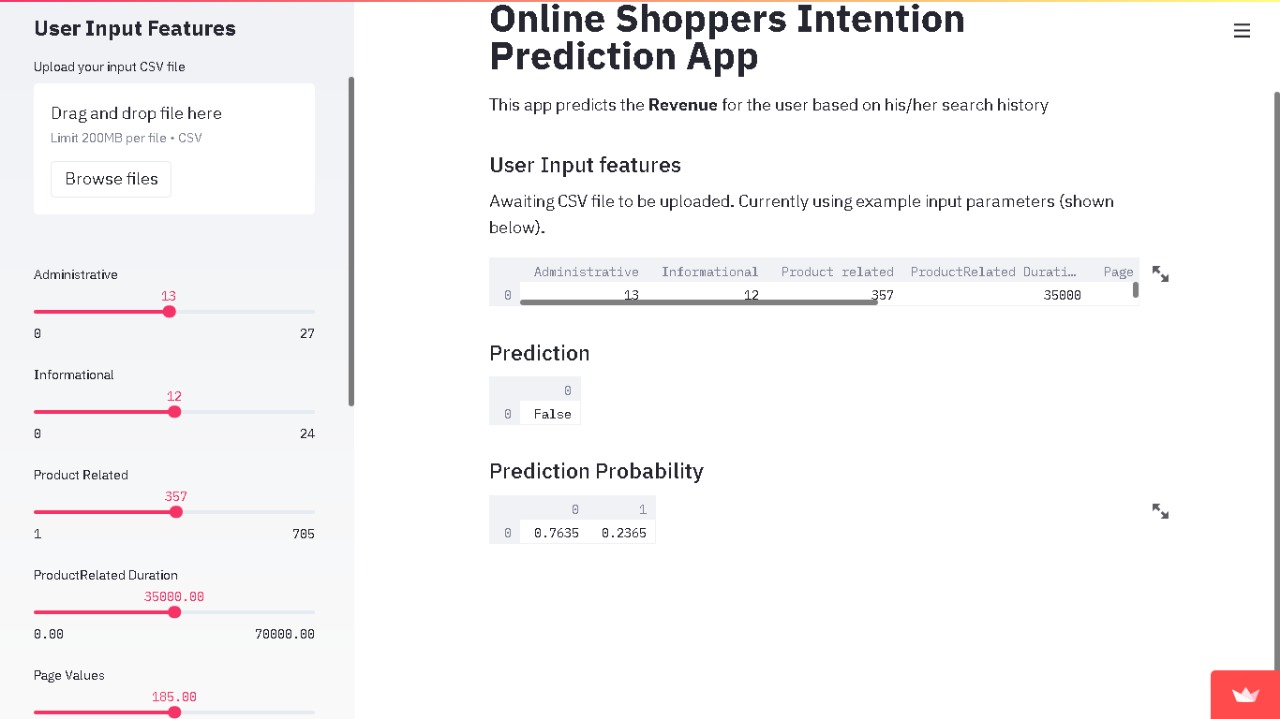 User Input Features
Upload your input CSV file
Drag and drop file here
Limit 200MB per file • CSV
Browse files
Administrative
13
0 27
Informational
12
0 24
Product Related
357
1 705
ProductRelated Duration
35000.00
0.00 70000.00
Page Values
185.00
Online Shoppers Intention
Prediction App
This app predicts the Revenue for the user based on his/her search history
User Input features
Awaiting CSV file to be uploaded. Currently using example input parameters (shown
below).
Administrative Informational Product related ProductRelated Durati… Page
0 13 12 357 35000
Prediction
0
0 False
Prediction Probability
0 1
0 0.7635 0.2365